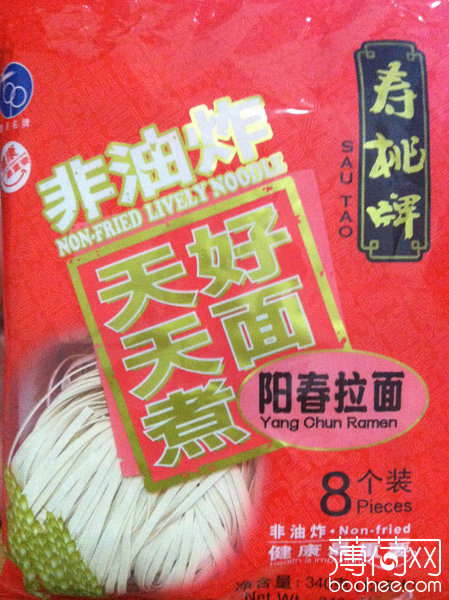 寿桃牌
SAU TAO
非油炸
NON-FRIED LIVELY NOODLE
好面
天天煮
阳春拉面
Yang Chun Ramen
8个装
Pieces
非油炸·Non-fried
健康
净含量：340
Net Wt.
薄荷网
boohee.com